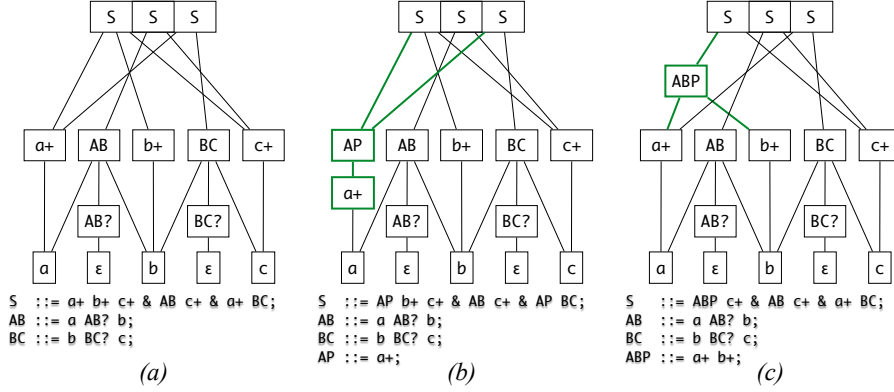 S S S
a+ AB b+ BC c+
AB? BC?
a ε b ε c
S ::= a+ b+ c+ & AB c+ & a+ BC;
AB ::= a AB? b;
BC ::= b BC? c;
(a)
S S S
AP AB b+ BC c+
a+ AB? BC?
a ε b ε c
S ::= AP b+ c+ & AB c+ & AP BC;
AB ::= a AB? b;
BC ::= b BC? c;
AP ::= a+;
(b)
S S S
ABP
a+ AB b+ BC c+
AB? BC?
a ε b ε c
S ::= ABP c+ & AB c+ & a+ BC;
AB ::= a AB? b;
BC ::= b BC? c;
ABP ::= a+ b+;
(c)